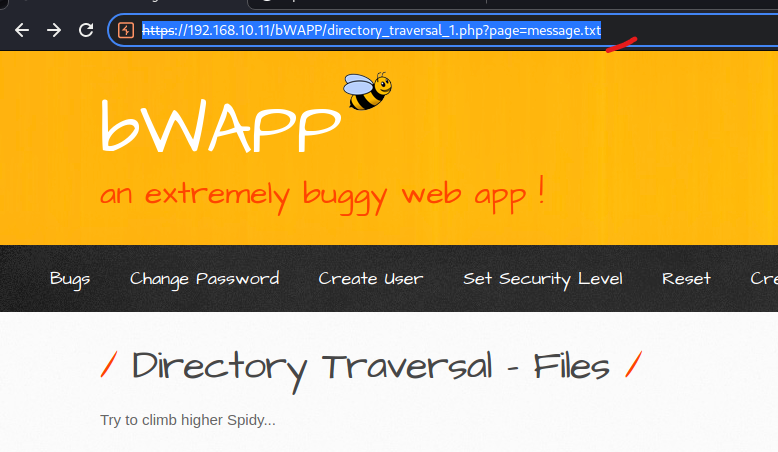 https://192.168.10.11/bWAPP/directory_traversal_1.php?page=message.txt
bWAPP
an extremely buggy web app !
Bugs Change Password Create User Set Security Level Reset Cre
/ Directory Traversal - Files /
Try to climb higher Spidy...